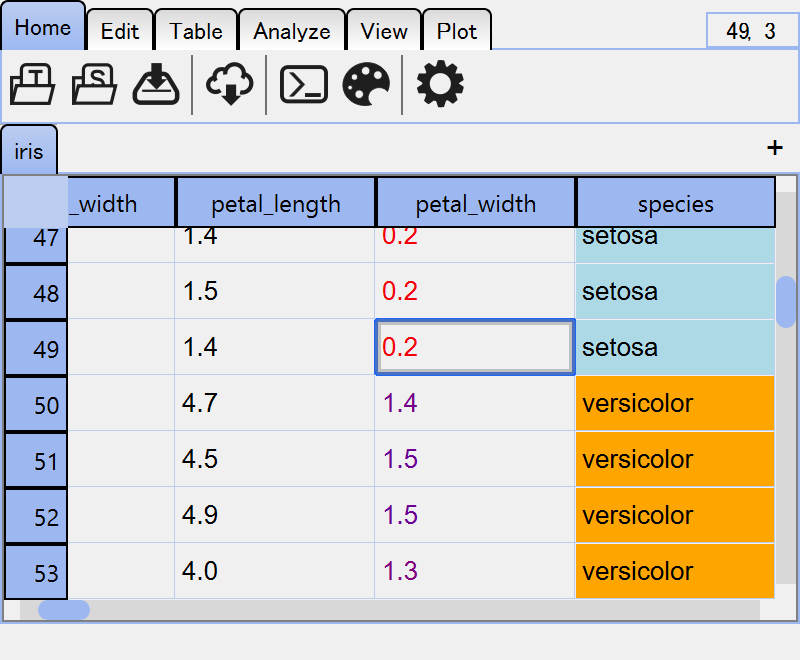 Home Edit Table Analyze View Plot 49, 3
T S
iris +
_width petal_length petal_width species
47 1.4 0.2 setosa
48 1.5 0.2 setosa
49 1.4 0.2 setosa
50 4.7 1.4 versicolor
51 4.5 1.5 versicolor
52 4.9 1.5 versicolor
53 4.0 1.3 versicolor